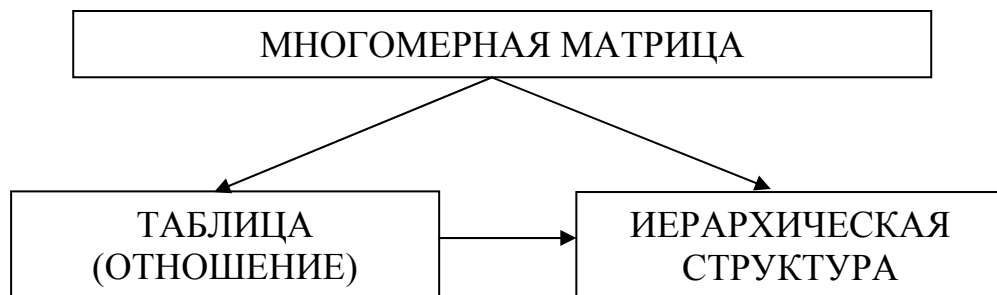 МНОГОМЕРНАЯ МАТРИЦА
ТАБЛИЦА
(ОТНОШЕНИЕ)
ИЕРАРХИЧЕСКАЯ
СТРУКТУРА